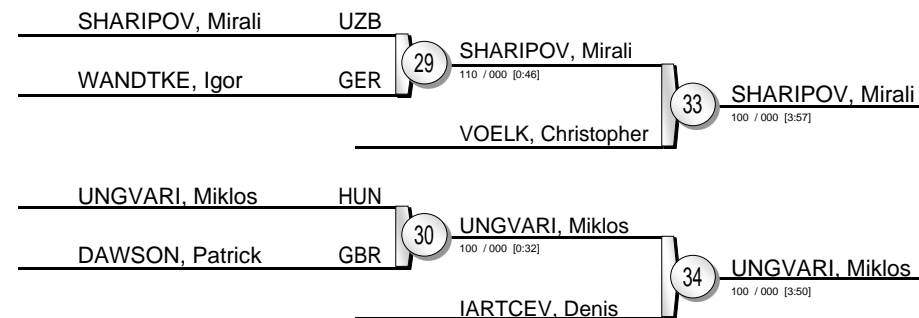 SHARIPOV, Mirali UZB
29
SHARIPOV, Mirali
110 / 000 [0:46]
WANDTKE, Igor GER
33
SHARIPOV, Mirali
100 / 000 [3:57]
VOELK, Christopher
UNGVARI, Miklos HUN
30
UNGVARI, Miklos
100 / 000 [0:32]
DAWSON, Patrick GBR
34
UNGVARI, Miklos
100 / 000 [3:50]
IARTCEV, Denis